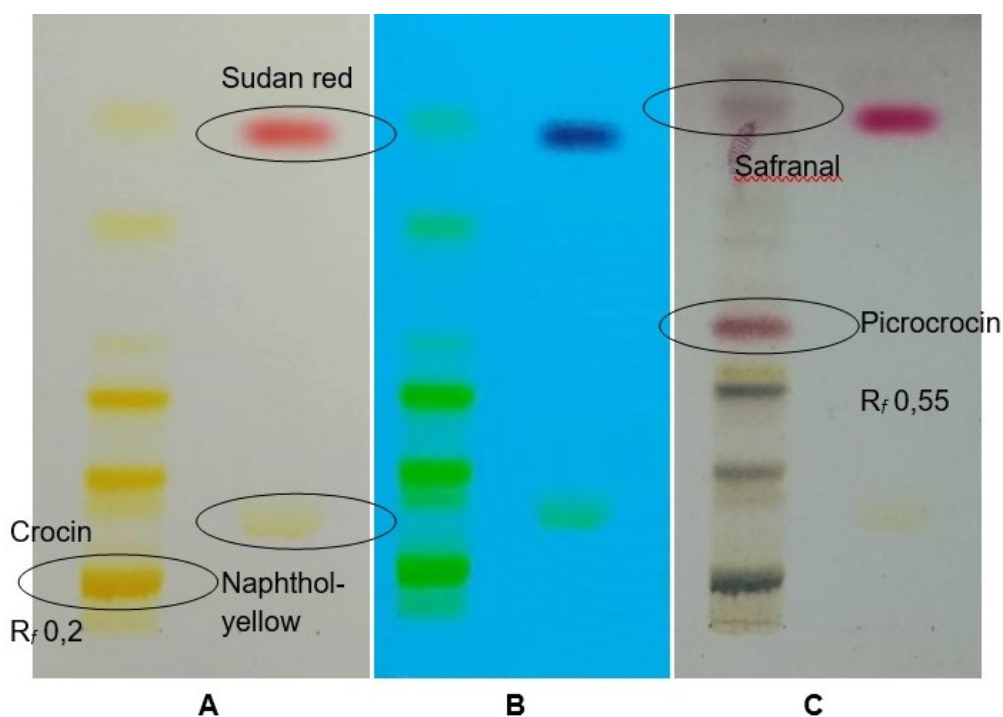 Sudan red
Crocin
R𝑓 0,2
Naphthol-
yellow
Safranal
Picrocrocin
R𝑓 0,55
A
B
C